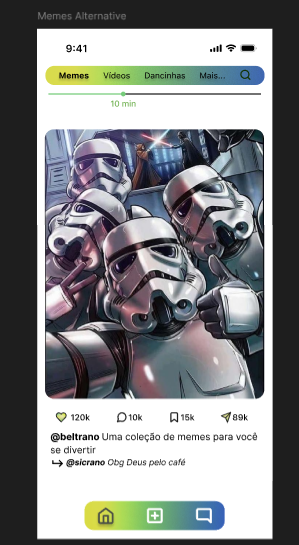 Memes Alternative
9:41
Memes Vídeos Dancinhas Mais...
10 min
120k 10k 15k 89k
@beltrano Uma coleção de memes para você
se divertir
@sicrano Obg Deus pelo café